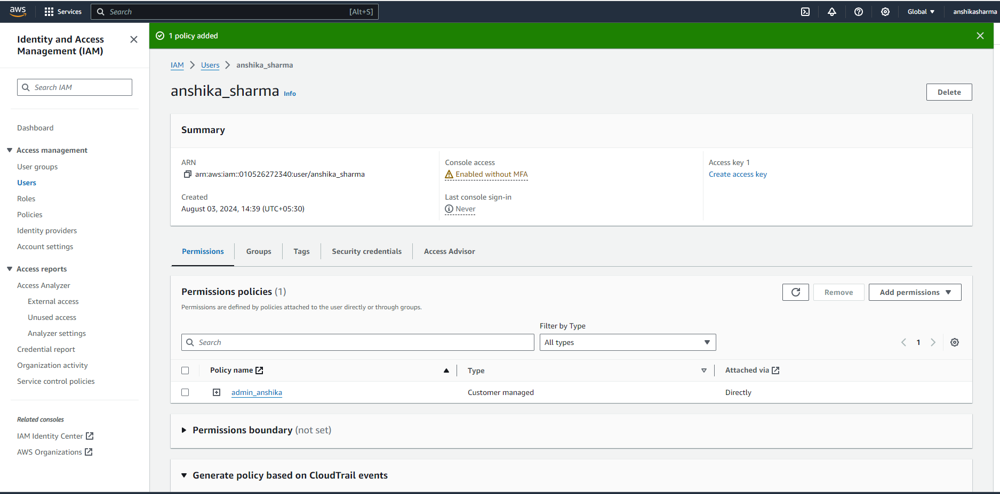 aws
Services
Search
[Alt+S]
Global
anshikasharma
Identity and Access
Management (IAM)
Search IAM
Dashboard
Access management
User groups
Users
Roles
Policies
Identity providers
Account settings
Access reports
Access Analyzer
External access
Unused access
Analyzer settings
Credential report
Organization activity
Service control policies
Related consoles
IAM Identity Center
AWS Organizations
1 policy added
IAM > Users > anshika_sharma
anshika_sharma Info
Delete
Summary
ARN
arn:aws:iam::010526272340:user/anshika_sharma
Created
August 03, 2024, 14:39 (UTC+05:30)
Console access
Enabled without MFA
Last console sign-in
Never
Access key 1
Create access key
Permissions
Groups
Tags
Security credentials
Access Advisor
Permissions policies (1)
Permissions are defined by policies attached to the user directly or through groups.
Remove
Add permissions
Filter by Type
Search
All types
1
Policy name
Type
Attached via
admin_anshika
Customer managed
Directly
Permissions boundary (not set)
Generate policy based on CloudTrail events